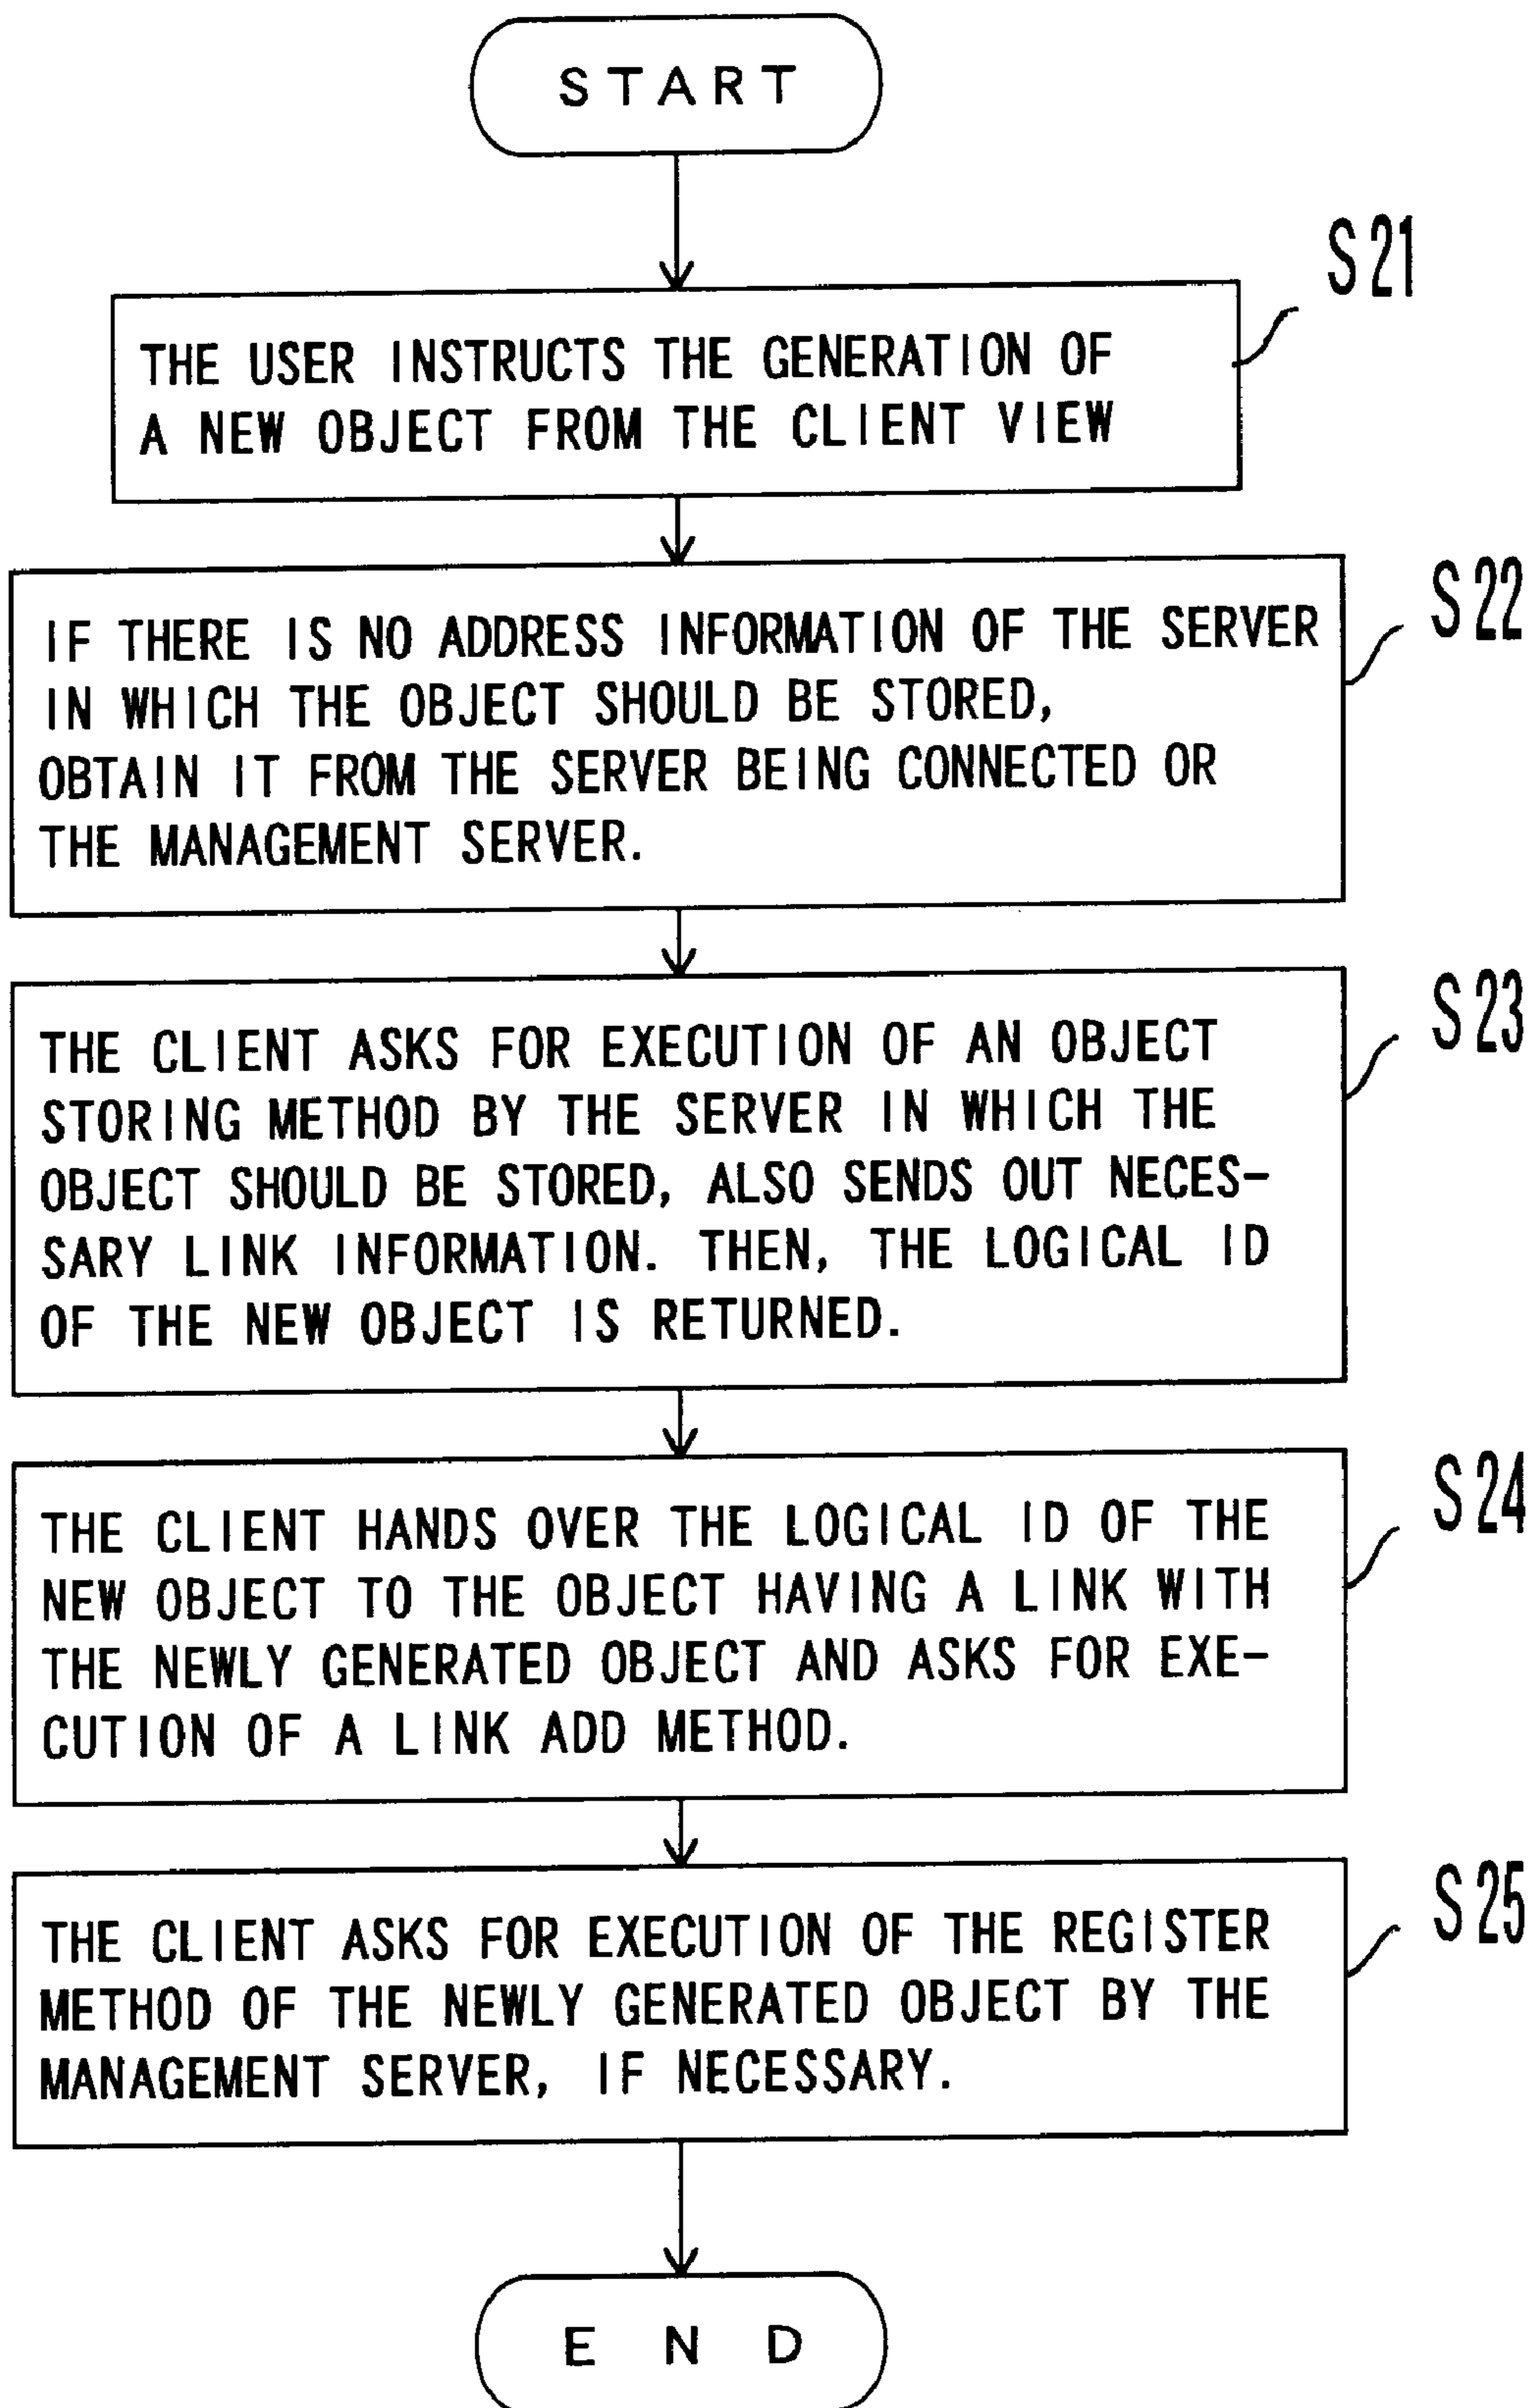 START
S21
THE USER INSTRUCTS THE GENERATION OF
A NEW OBJECT FROM THE CLIENT VIEW
S22
IF THERE IS NO ADDRESS INFORMATION OF THE SERVER
IN WHICH THE OBJECT SHOULD BE STORED,
OBTAIN IT FROM THE SERVER BEING CONNECTED OR
THE MANAGEMENT SERVER.
S23
THE CLIENT ASKS FOR EXECUTION OF AN OBJECT
STORING METHOD BY THE SERVER IN WHICH THE
OBJECT SHOULD BE STORED, ALSO SENDS OUT NECES-
SARY LINK INFORMATION. THEN, THE LOGICAL ID
OF THE NEW OBJECT IS RETURNED.
S24
THE CLIENT HANDS OVER THE LOGICAL ID OF THE
NEW OBJECT TO THE OBJECT HAVING A LINK WITH
THE NEWLY GENERATED OBJECT AND ASKS FOR EXE-
CUTION OF A LINK ADD METHOD.
S25
THE CLIENT ASKS FOR EXECUTION OF THE REGISTER
METHOD OF THE NEWLY GENERATED OBJECT BY THE
MANAGEMENT SERVER, IF NECESSARY.
END